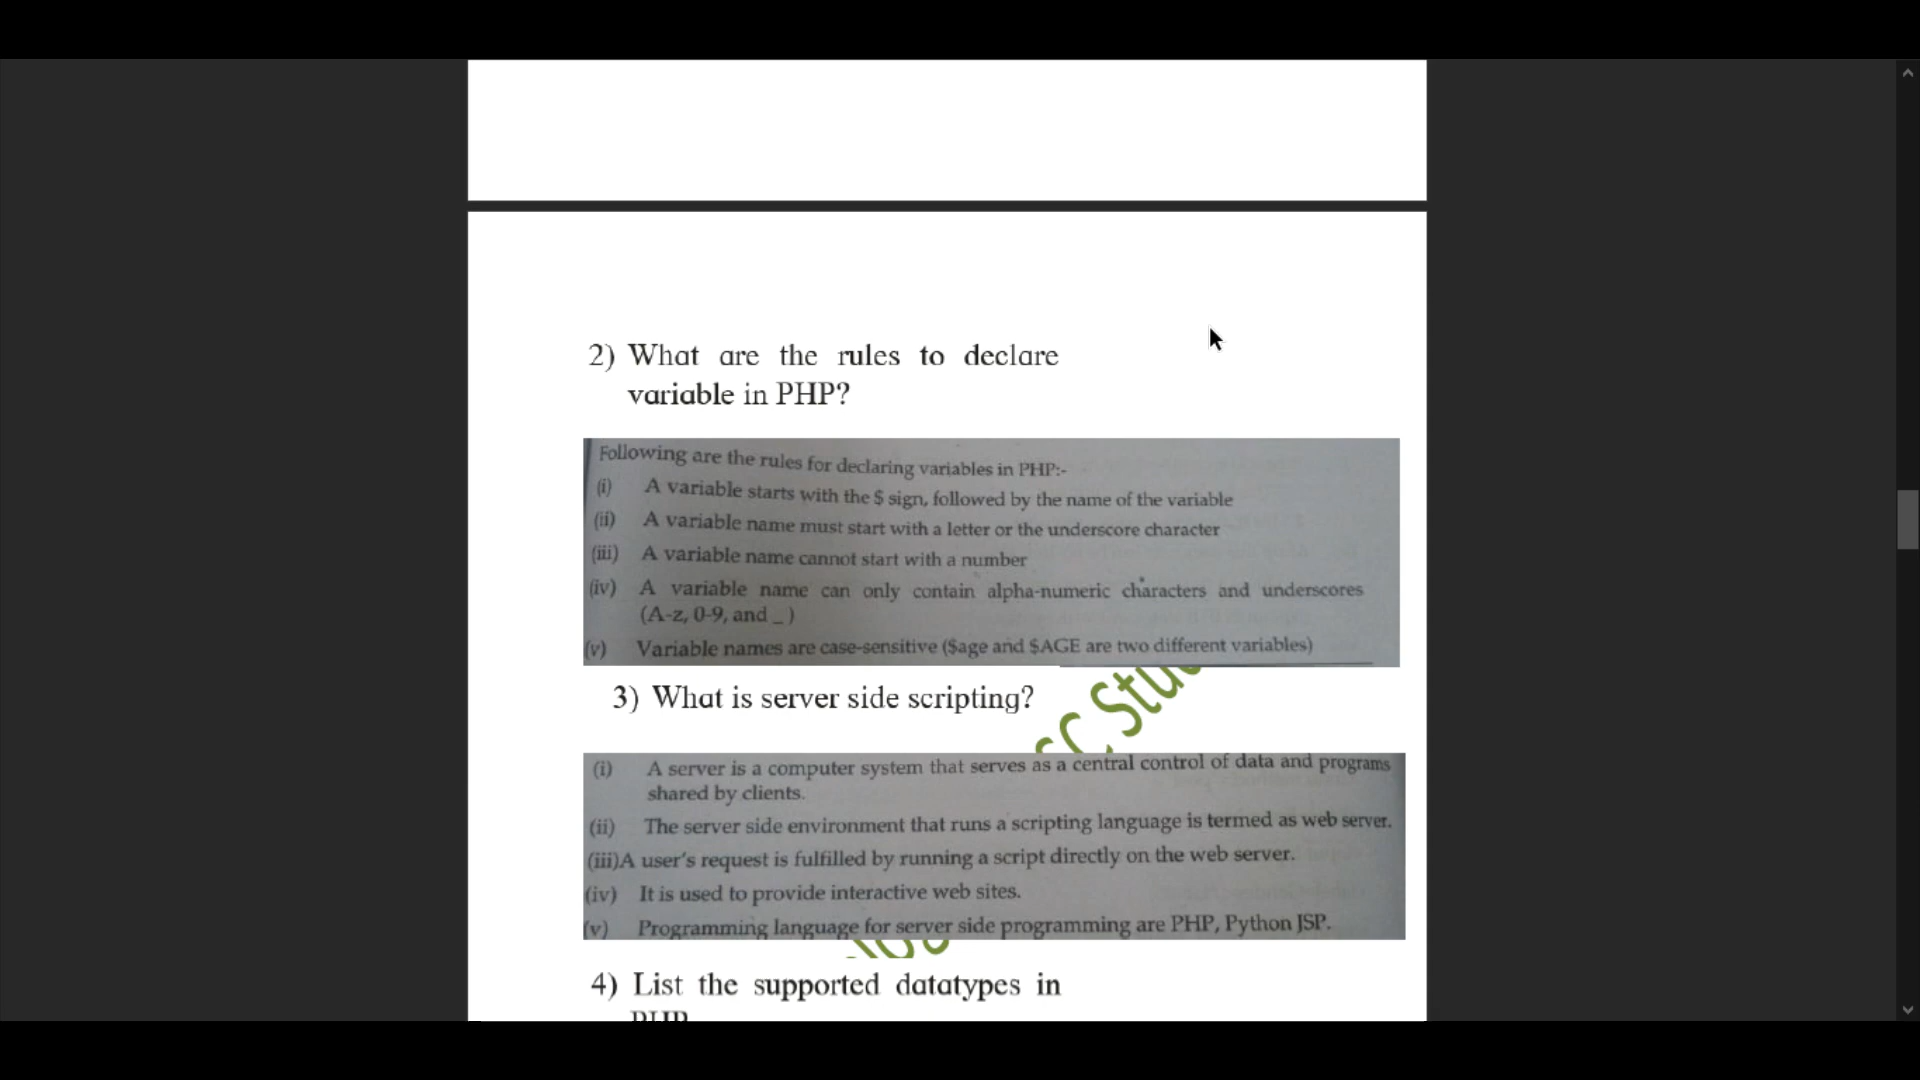 2) What are the rules to declare
variable in PHP?
Following are the rules for declaring variables in PHP:-
(i) A variable starts with the $ sign, followed by the name of the variable
(ii) A variable name must start with a letter or the underscore character
(iii) A variable name cannot start with a number
(iv) A variable name can only contain alpha-numeric characters and underscores
(A-z, 0-9, and _ )
(v) Variable names are case-sensitive ($age and $AGE are two different variables)
3) What is server side scripting?
(i) A server is a computer system that serves as a central control of data and programs
shared by clients.
(ii) The server side environment that runs a scripting language is termed as web server.
(iii)A user's request is fulfilled by running a script directly on the web server.
(iv) It is used to provide interactive web sites.
(v) Programming language for server side programming are PHP, Python JSP.
4) List the supported datatypes in
PHP